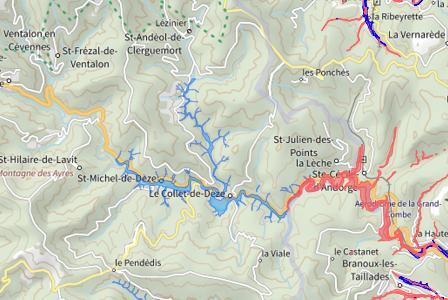 Lézinier
la Ribeyrette
Ventalon en
Cévennes
St-Andéol-de-
Clerguemort
la Vernarède
St-Frézal-de-
Ventalon
les Ponchès
St-Julien-des-
Points
la Lèche
St-Hilaire-de-Lavit
Ste-Céc
d'Andorge
Montagne des Ayres
St-Michel-de-Dèze
Le Collet-de-Dèze
Aérodrome de la Grand-
Combe
la Haute
la Viale
le Castanet
le Pendédis
Branoux-les-
Taillades